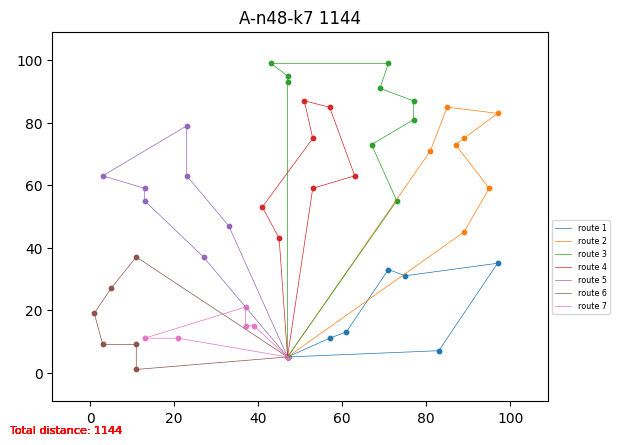 A-n48-k7 1144
100
80
60
40
20
0
0 20 40 60 80 100
route 1
route 2
route 3
route 4
route 5
route 6
route 7
Total distance: 1144